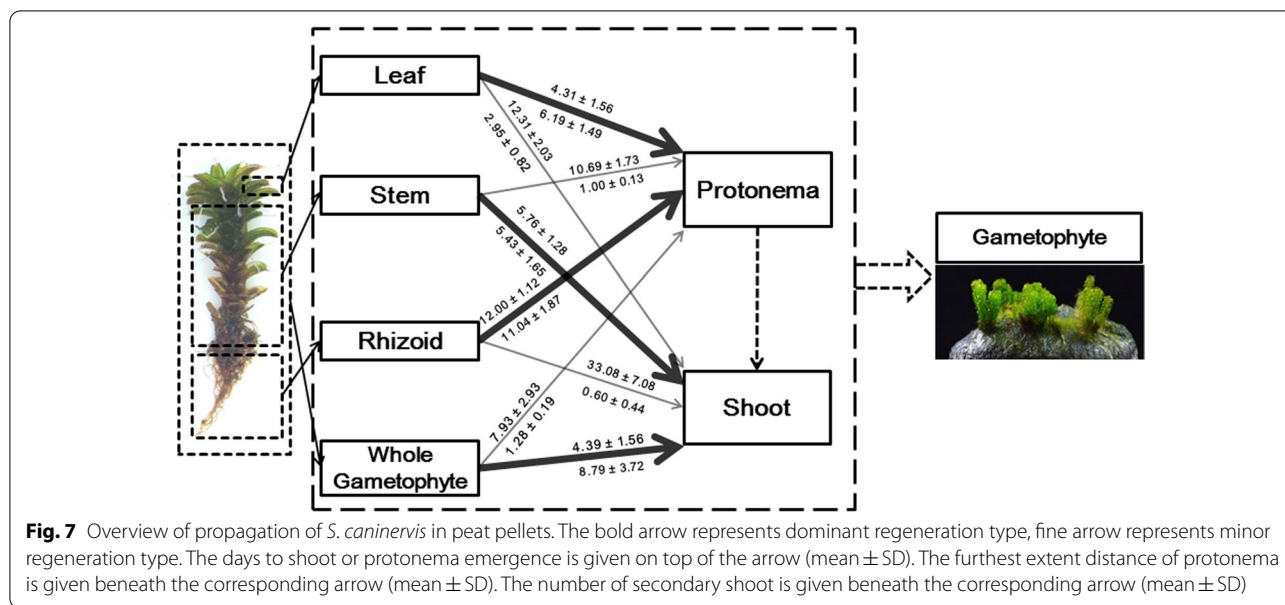 Leaf
Stem
Rhizoid
Whole
Gametophyte
4.31 ± 1.56
6.19 ± 1.49
12.31 ± 2.03
2.95 ± 0.82
10.69 ± 1.73
1.00 ± 0.13
5.76 ± 1.28
5.43 ± 1.65
12.00 ± 1.12
11.04 ± 1.87
33.08 ± 7.08
0.60 ± 0.44
7.93 ± 2.93
1.28 ± 0.19
4.39 ± 1.56
8.79 ± 3.72
Protonema
Shoot
Gametophyte
Fig. 7 Overview of propagation of S. caninervis in peat pellets. The bold arrow represents dominant regeneration type, fine arrow represents minor
regeneration type. The days to shoot or protonema emergence is given on top of the arrow (mean ± SD). The furthest extent distance of protonema
is given beneath the corresponding arrow (mean ± SD). The number of secondary shoot is given beneath the corresponding arrow (mean ± SD)